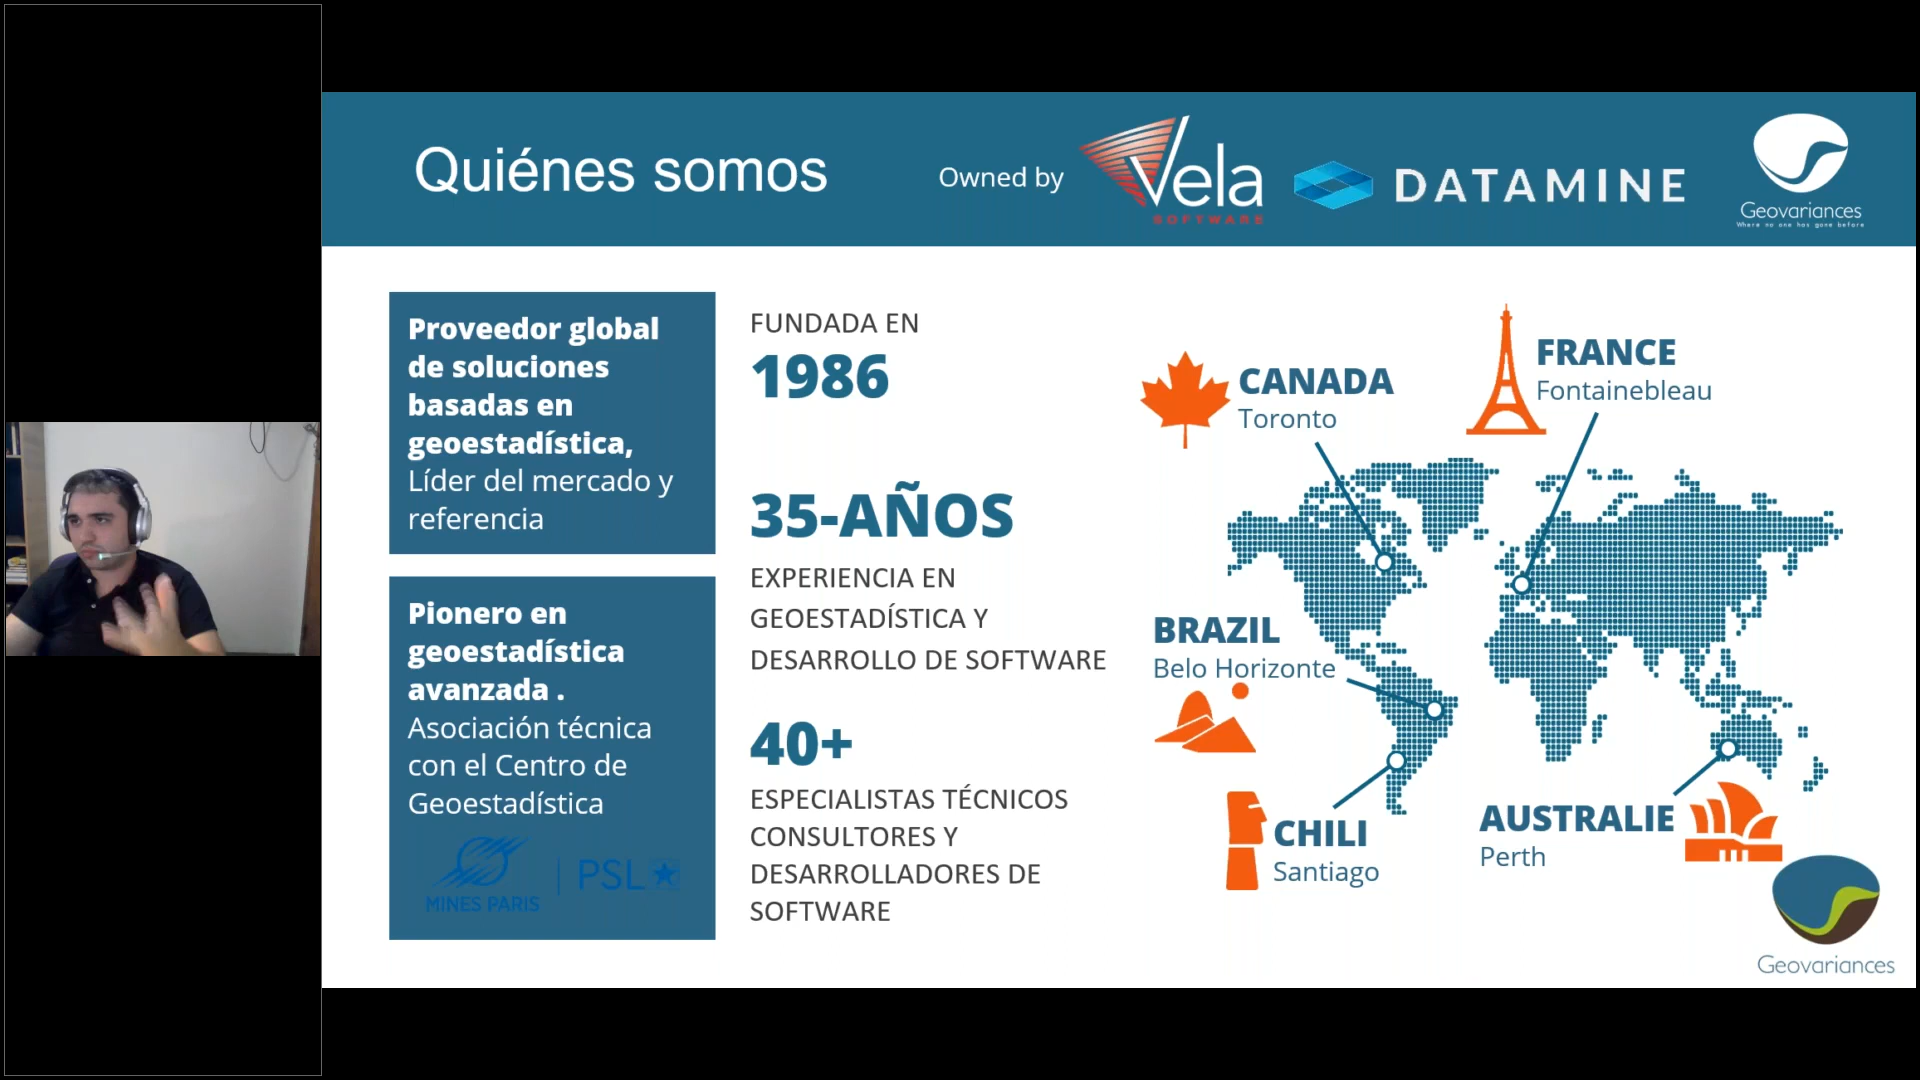 Quiénes somos
Owned by
Vela
SOFTWARE
DATAMINE
Geovariances
Where no one has gone before
Proveedor global
de soluciones
basadas en
geoestadística,
Líder del mercado y
referencia
Pionero en
geoestadística
avanzada .
Asociación técnica
con el Centro de
Geoestadística
MINES PARIS
PSL
FUNDADA EN
1986
35-AÑOS
EXPERIENCIA EN
GEOESTADÍSTICA Y
DESARROLLO DE SOFTWARE
40+
ESPECIALISTAS TÉCNICOS
CONSULTORES Y
DESARROLLADORES DE
SOFTWARE
CANADA
Toronto
FRANCE
Fontainebleau
BRAZIL
Belo Horizonte
CHILI
Santiago
AUSTRALIE
Perth
Geovariances